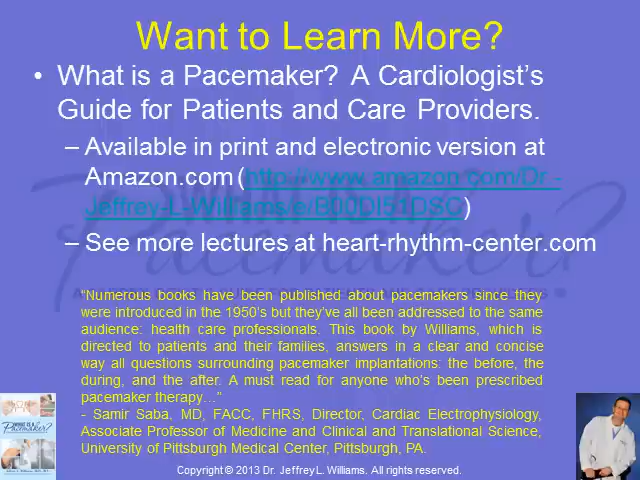 Want to Learn More?
• What is a Pacemaker? A Cardiologist's
Guide for Patients and Care Providers.
– Available in print and electronic version at
Amazon.com (http://www.amazon.com/Dr.-
Jeffrey-L-Williams/e/B00DI51DSC)
– See more lectures at heart-rhythm-center.com
"Numerous books have been published about pacemakers since they
were introduced in the 1950's but they've all been addressed to the same
audience: health care professionals. This book by Williams, which is
directed to patients and their families, answers in a clear and concise
way all questions surrounding pacemaker implantations: the before, the
during, and the after. A must read for anyone who's been prescribed
pacemaker therapy…"
- Samir Saba, MD, FACC, FHRS, Director, Cardiac Electrophysiology,
Associate Professor of Medicine and Clinical and Translational Science,
University of Pittsburgh Medical Center, Pittsburgh, PA.
Copyright © 2013 Dr. Jeffrey L. Williams. All rights reserved.
WHAT IS A
Pacemaker?